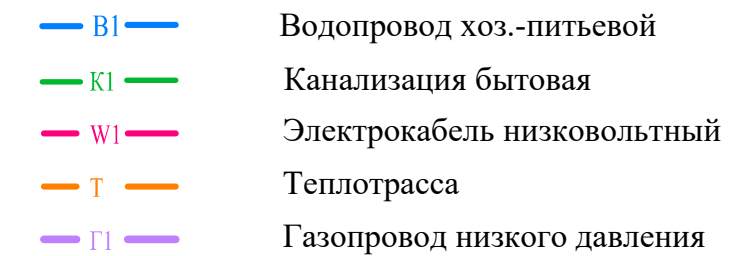 В1 Водопровод хоз.-питьевой
К1 Канализация бытовая
W1 Электрокабель низковольтный
Т Теплотрасса
Г1 Газопровод низкого давления